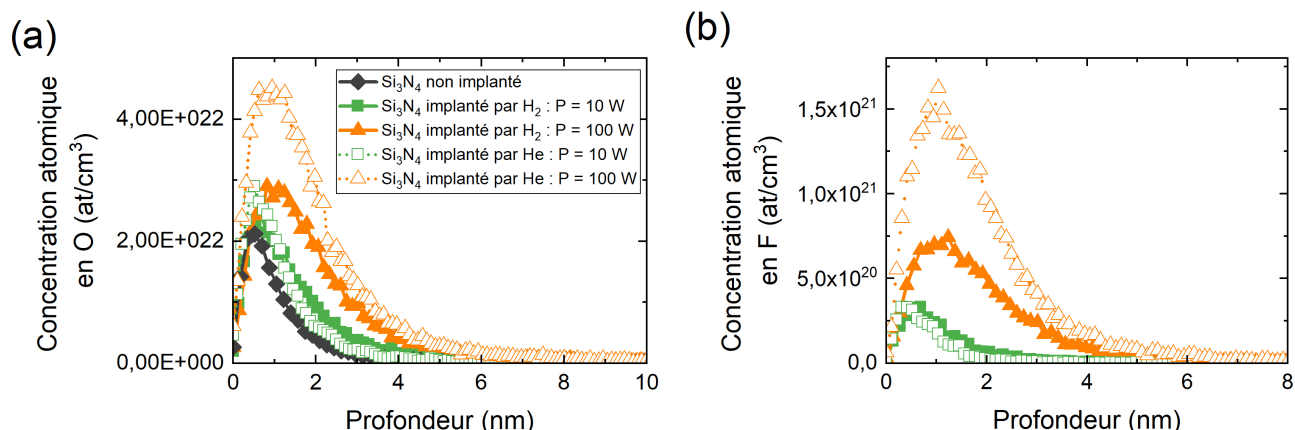 (a)
Concentration atomique
en O (at/cm³)
4,00E+022
2,00E+022
0,00E+000
Si₃N₄ non implanté
Si₃N₄ implanté par H₂ : P = 10 W
Si₃N₄ implanté par H₂ : P = 100 W
Si₃N₄ implanté par He : P = 10 W
Si₃N₄ implanté par He : P = 100 W
0 2 4 6 8 10
Profondeur (nm)
(b)
Concentration atomique
en F (at/cm³)
1,5x10²¹
1,0x10²¹
5,0x10²⁰
0,0
0 2 4 6 8
Profondeur (nm)